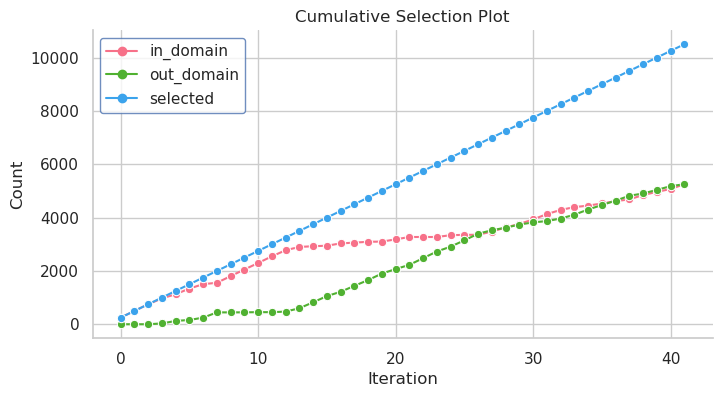 Cumulative Selection Plot
in_domain
out_domain
selected
10000
8000
6000
4000
2000
0
Count
0 10 20 30 40
Iteration